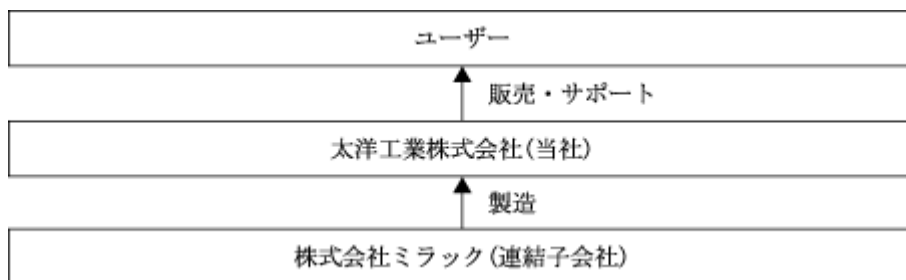 ユーザー
販売・サポート
太洋工業株式会社(当社)
製造
株式会社ミラック(連結子会社)